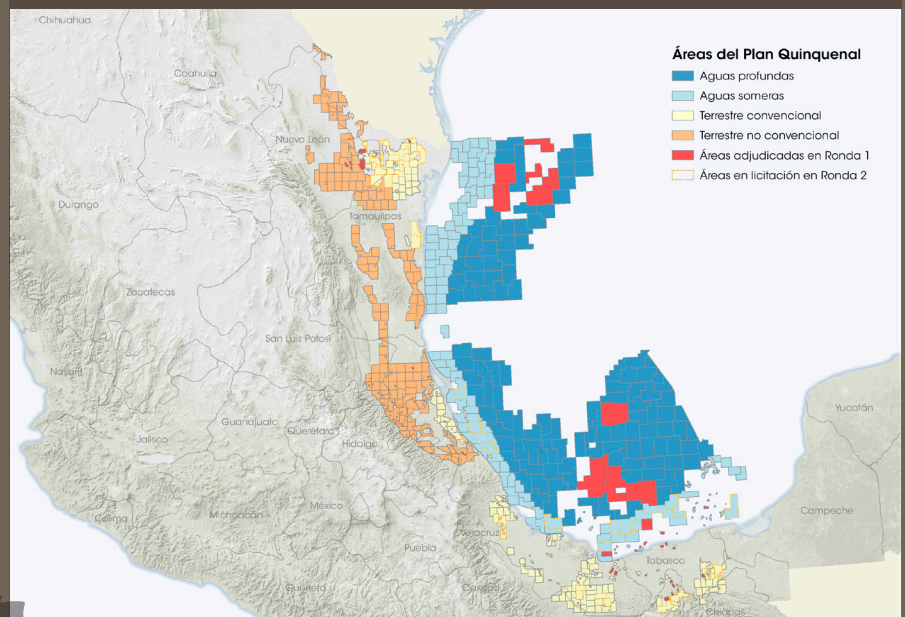 Chihuahua
Coahuila
Nuevo León
Durango
Tamaulipas
Zacatecas
San Luis Potosí
Nayarit
Guanajuato
Querétaro
Jalisco
Hidalgo
Colima
Michoacán
México
Puebla
Veracruz
Guerrero
Oaxaca
Tabasco
Chiapas
Campeche
Yucatán
Áreas del Plan Quinquenal
Aguas profundas
Aguas someras
Terrestre convencional
Terrestre no convencional
Áreas adjudicadas en Ronda 1
Áreas en licitación en Ronda 2